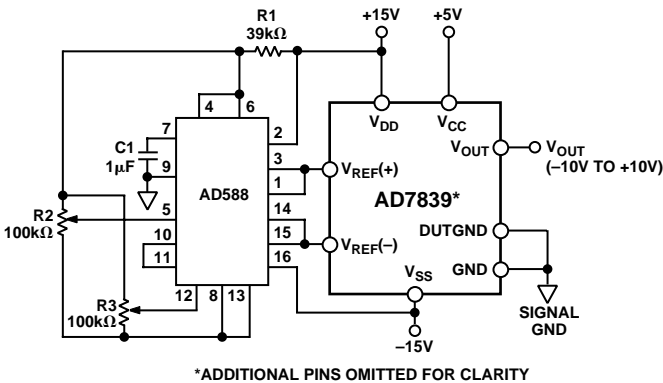 R1
39kΩ
+15V
+5V
4
6
7
2
C1
1µF
9
3
1
AD588
R2
100kΩ
5
14
10
15
11
16
R3
100kΩ
12
8
13
VDD
VCC
VOUT
VOUT
(–10V TO +10V)
VREF(+)
AD7839*
DUTGND
VREF(–)
GND
VSS
SIGNAL
GND
–15V
*ADDITIONAL PINS OMITTED FOR CLARITY